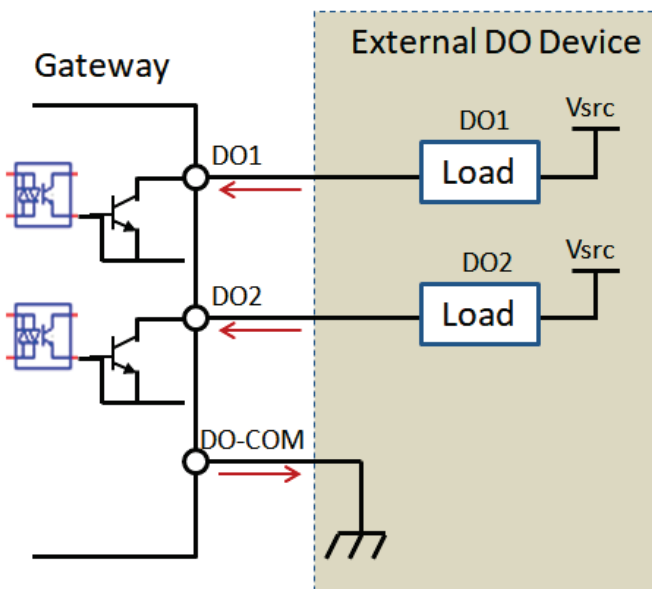 External DO Device
Gateway
Vsrc
DO1
DO1
Load
Vsrc
DO2
DO2
Load
DO-COM